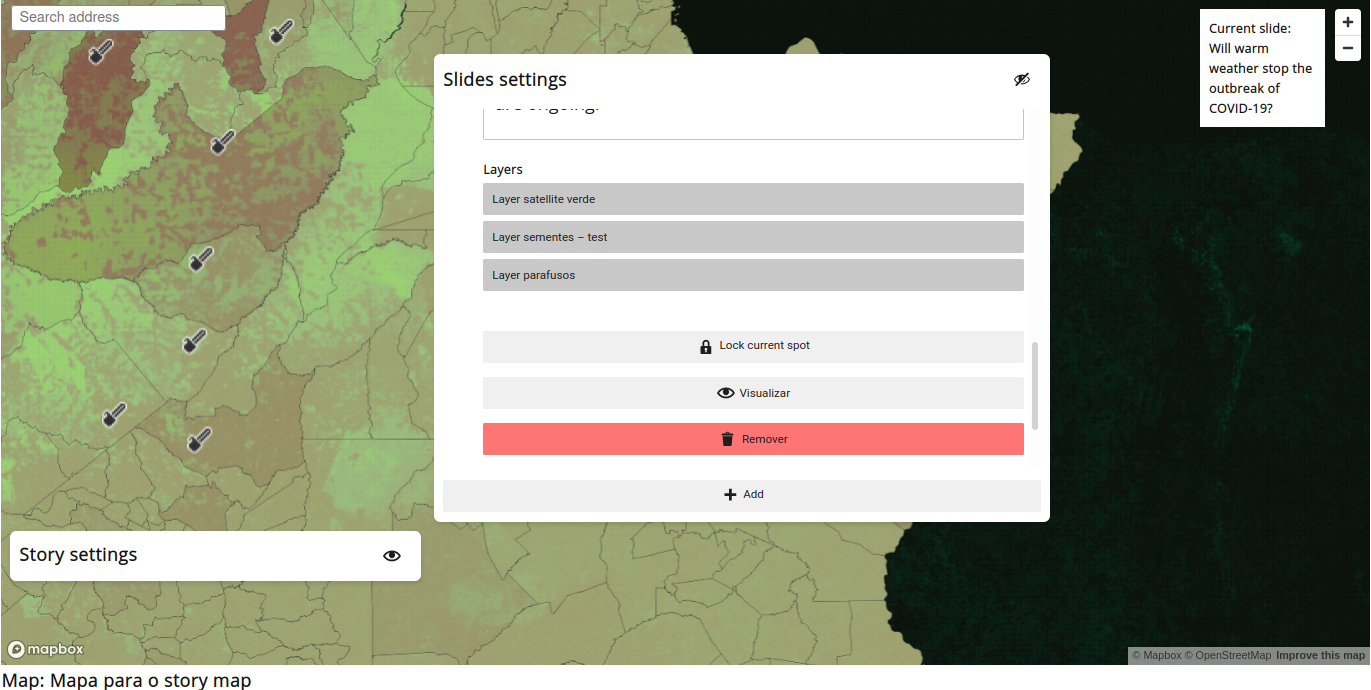 Search address
Current slide:
Will warm
weather stop the
outbreak of
COVID-19?
+
−
Slides settings
are ongoing.
Layers
Layer satellite verde
Layer sementes – test
Layer parafusos
Lock current spot
Visualizar
Remover
Add
Story settings
mapbox
© Mapbox © OpenStreetMap Improve this map
Map: Mapa para o story map